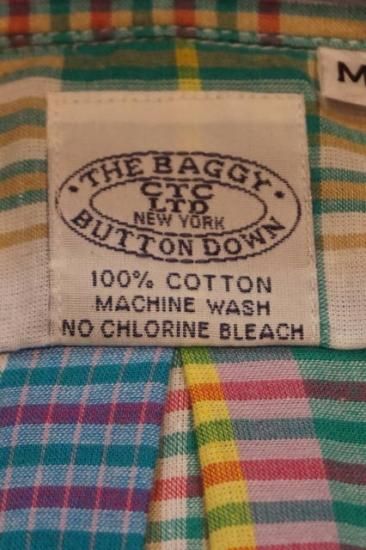 M
· THE BAGGY ·
CTC
LTD
NEW YORK
BUTTON DOWN
100% COTTON
MACHINE WASH
NO CHLORINE BLEACH